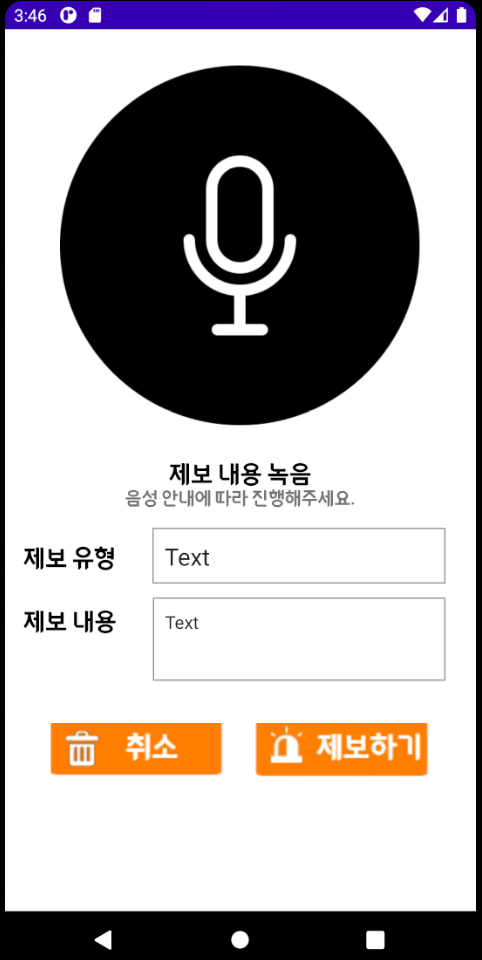 3:46
제보 내용 녹음
음성 안내에 따라 진행해주세요.
제보 유형 Text
제보 내용 Text
취소 제보하기